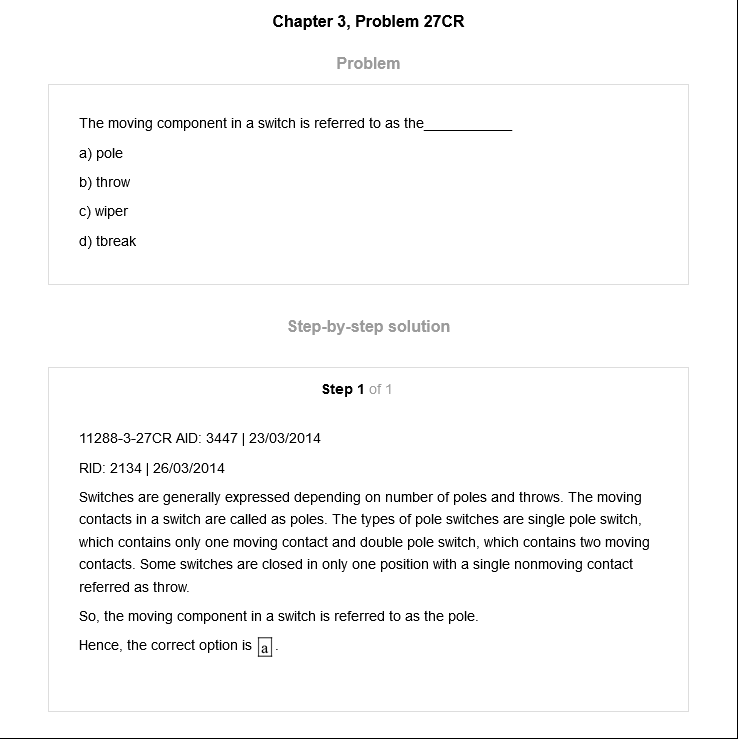 Chapter 3, Problem 27CR
Problem
The moving component in a switch is referred to as the____________
a) pole
b) throw
c) wiper
d) tbreak
Step-by-step solution
Step 1 of 1
11288-3-27CR AID: 3447 | 23/03/2014
RID: 2134 | 26/03/2014
Switches are generally expressed depending on number of poles and throws. The moving
contacts in a switch are called as poles. The types of pole switches are single pole switch,
which contains only one moving contact and double pole switch, which contains two moving
contacts. Some switches are closed in only one position with a single nonmoving contact
referred as throw.
So, the moving component in a switch is referred to as the pole.
Hence, the correct option is a .